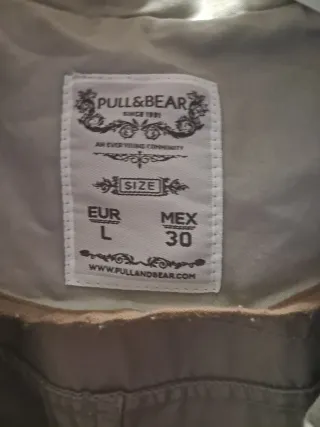 PULL&BEAR
SINCE 1991
AN EVER YOUNG COMMUNITY
SIZE
EUR MEX
L 30
WWW.PULLANDBEAR.COM